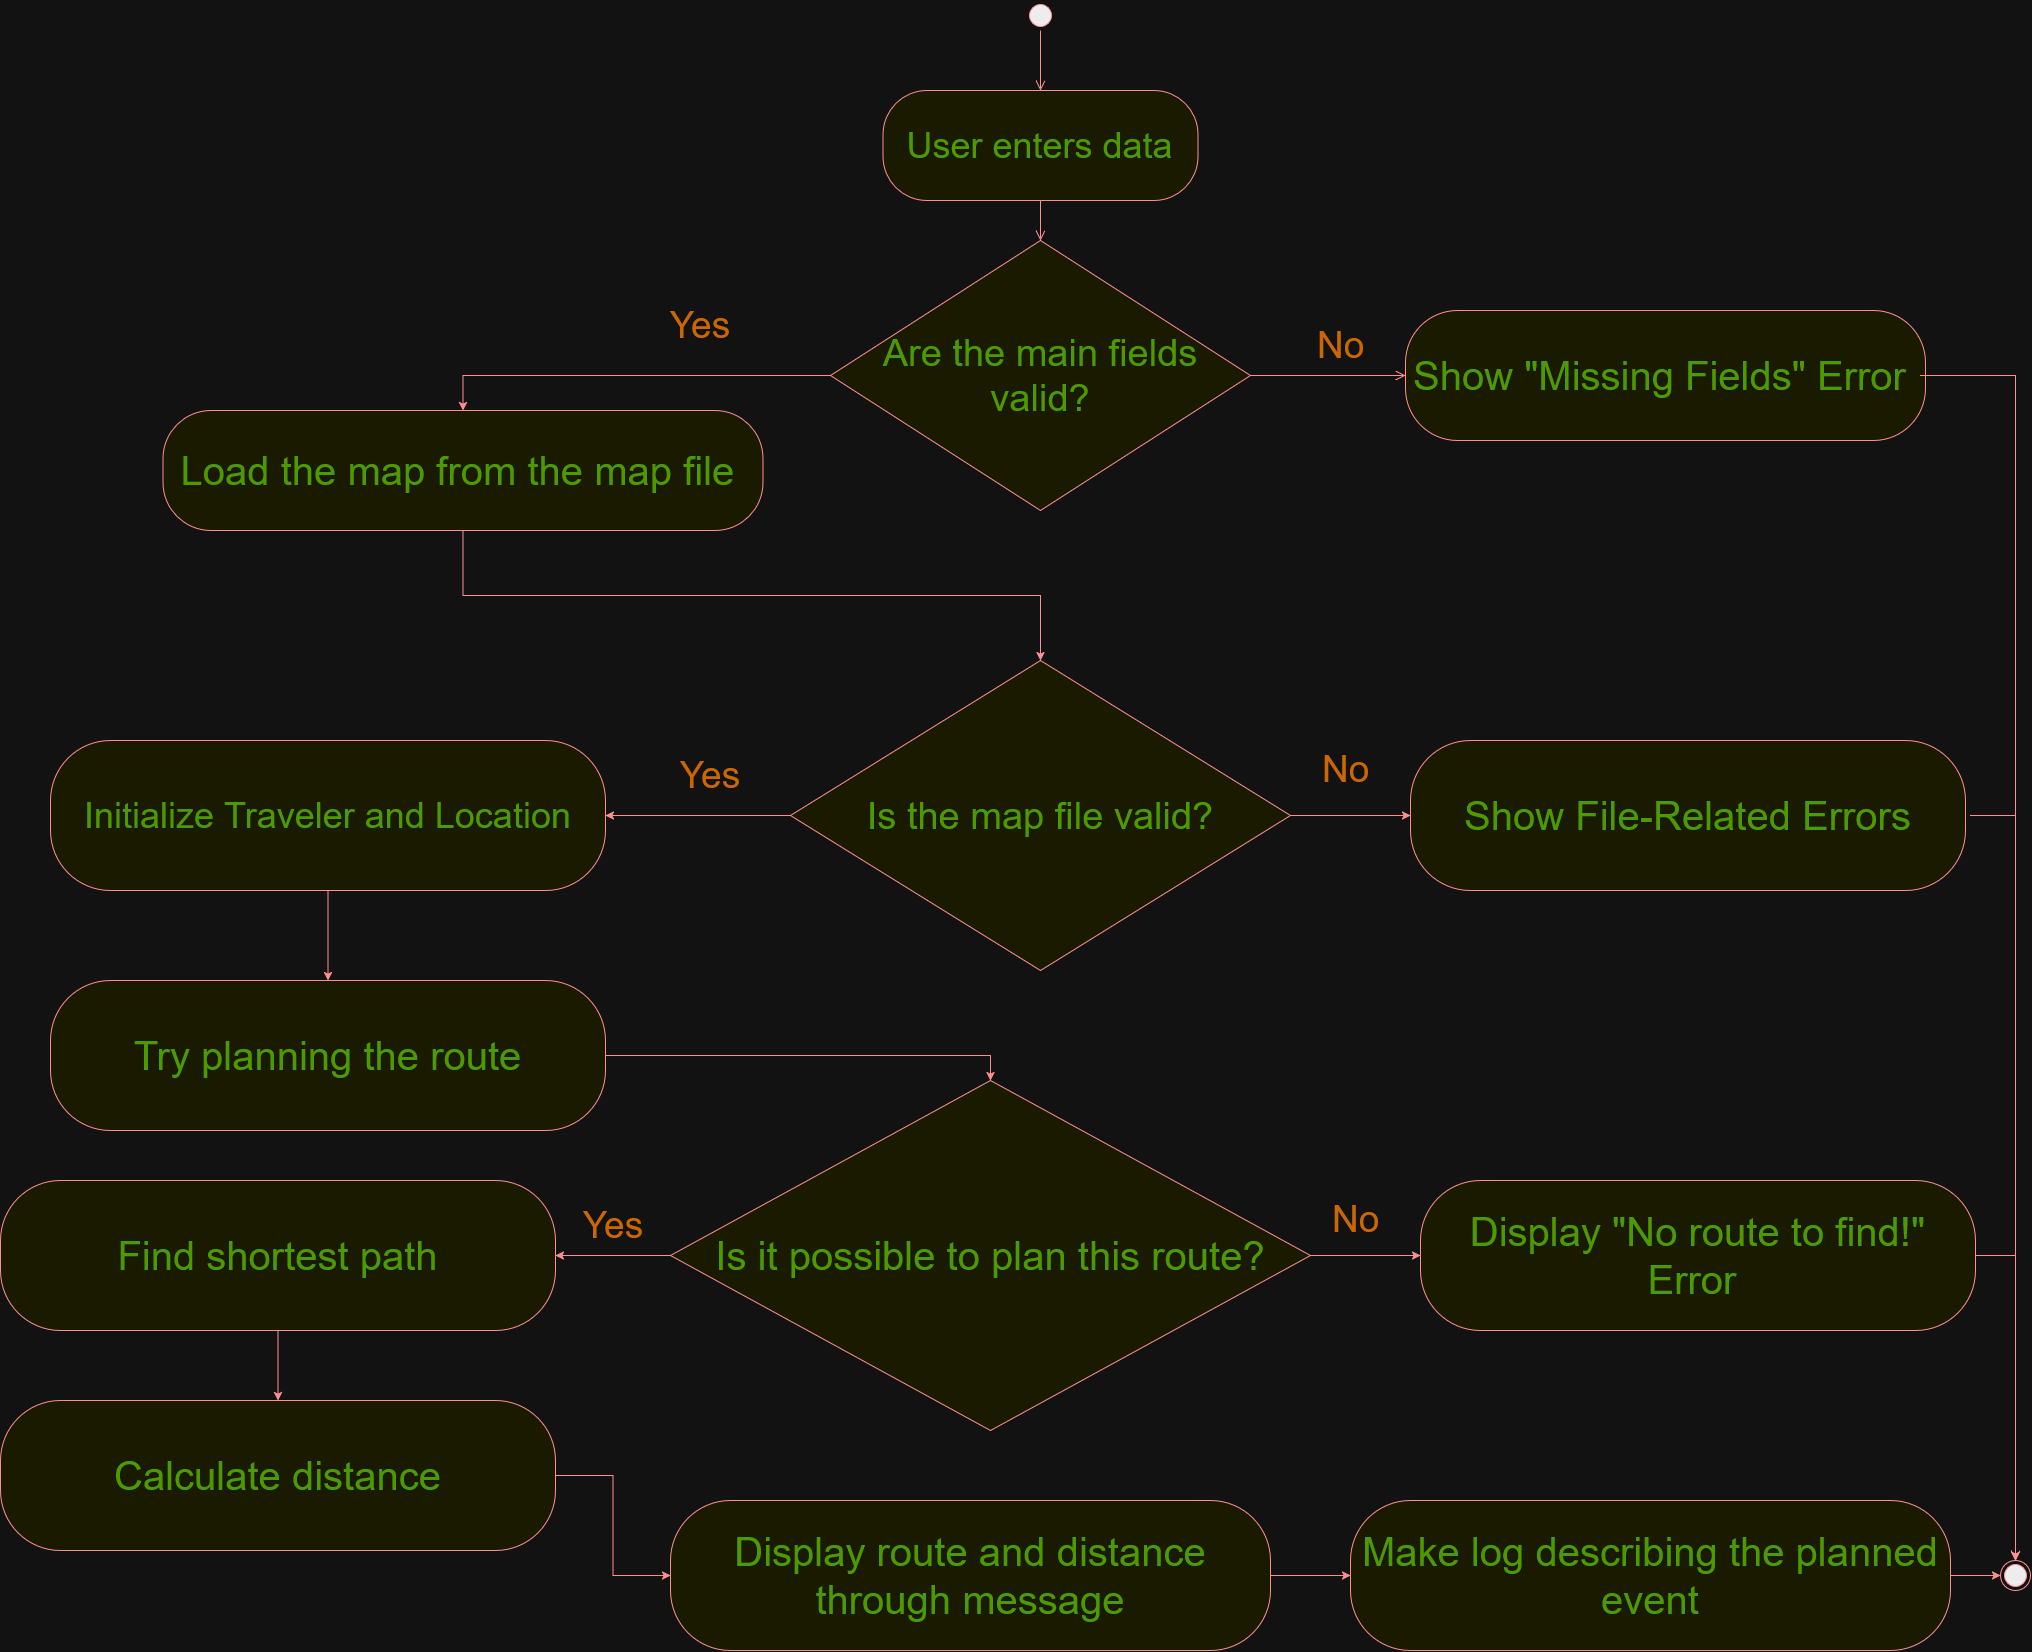 User enters data
Yes
Are the main fields
valid?
No
Show "Missing Fields" Error
Load the map from the map file
Initialize Traveler and Location
Yes
Is the map file valid?
No
Show File-Related Errors
Try planning the route
Find shortest path
Yes
Is it possible to plan this route?
No
Display "No route to find!"
Error
Calculate distance
Display route and distance
through message
Make log describing the planned
event